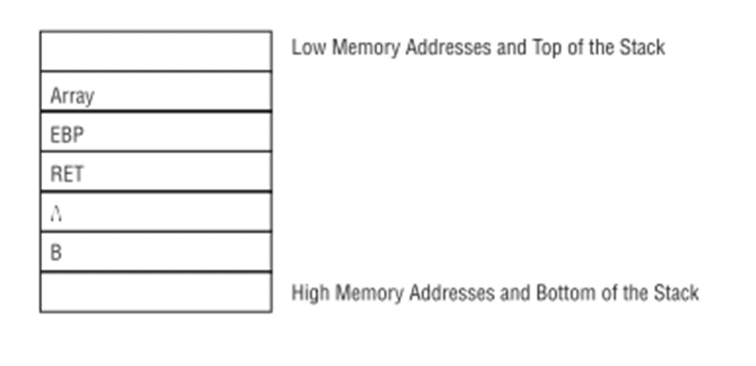 Low Memory Addresses and Top of the Stack
Array
EBP
RET
B
High Memory Addresses and Bottom of the Stack